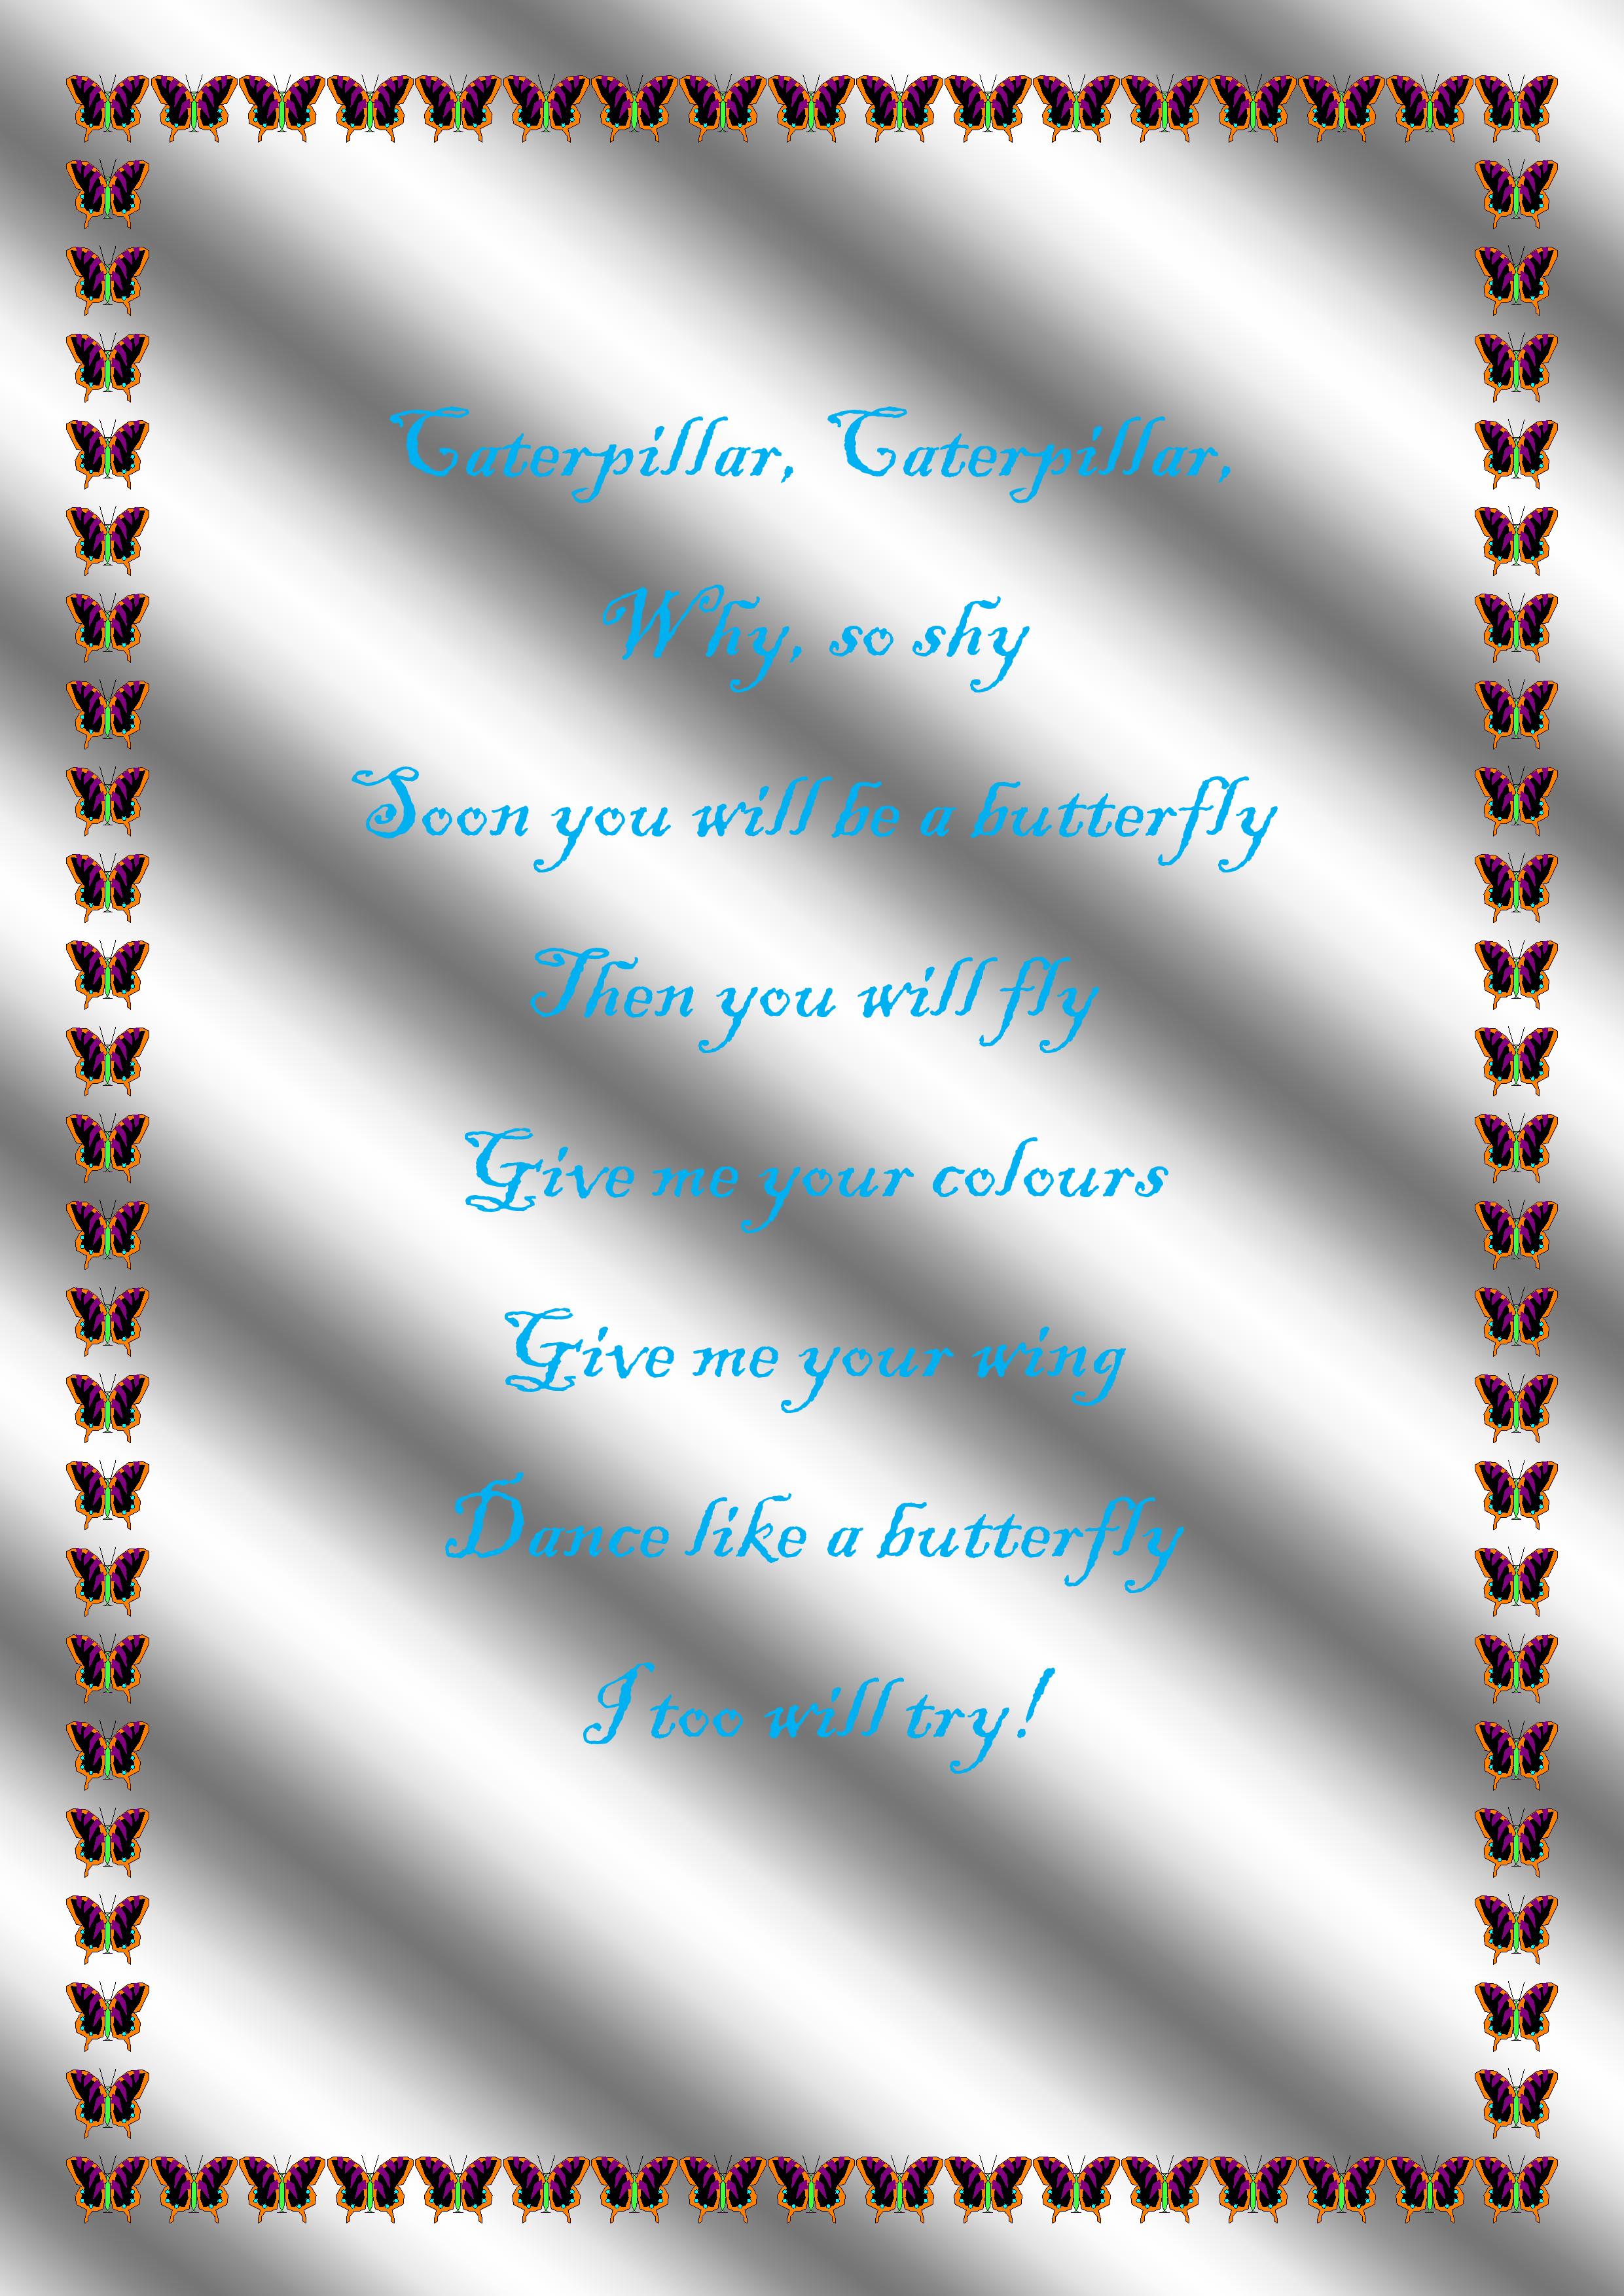 Caterpillar, Caterpillar,
Why, so shy
Soon you will be a butterfly
Then you will fly
Give me your colours
Give me your wing
Dance like a butterfly
I too will try!